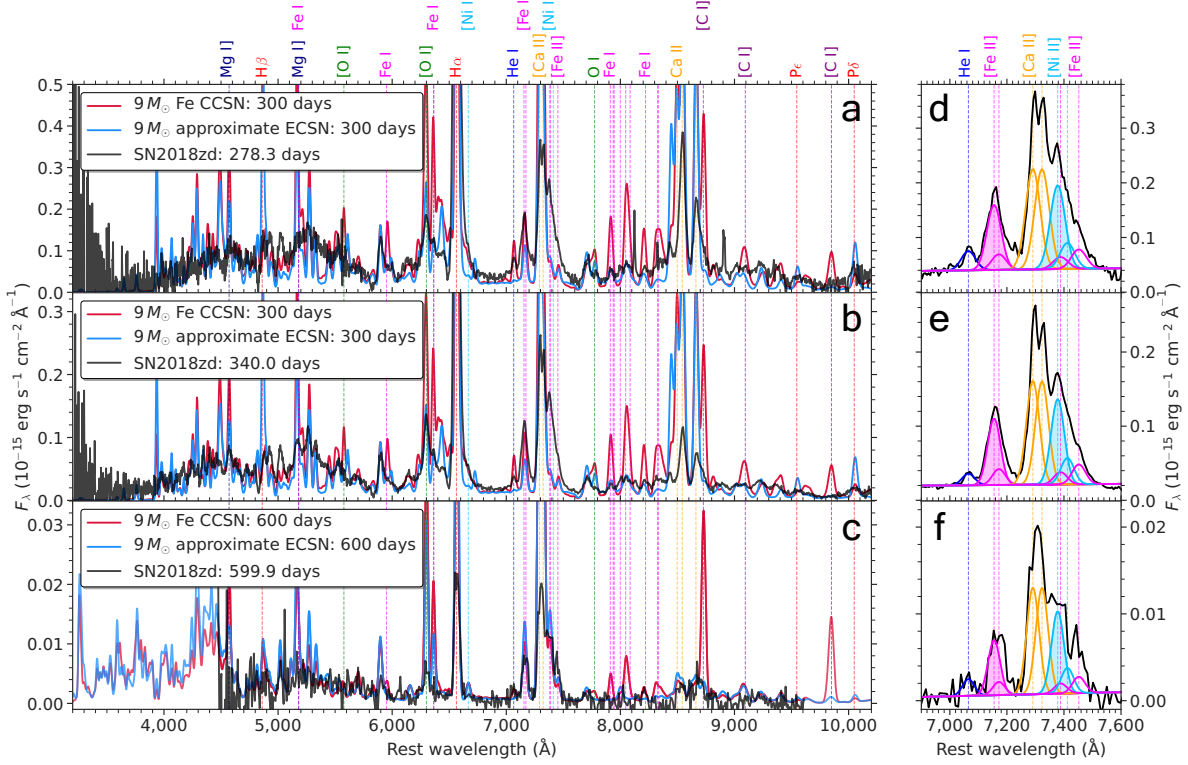 Fe I [Ni I [Fe I [Ni I [C I]
Mg I] Hβ Mg I] Fe I [O I] Fe I [O I] Hα He I [Ca II] [Fe II] O I Fe I Fe I Ca II [C I] Pϵ [C I] Pδ
He I [Fe II] [Ca II] [Ni II] [Fe II]
a
9 M⊙ Fe CCSN: 300 days
9 M⊙ approximate ECSN: 300 days
SN2018zd: 278.3 days
0.5
0.4
0.3
0.2
0.1
0.0
b
9 M⊙ Fe CCSN: 300 days
9 M⊙ approximate ECSN: 300 days
SN2018zd: 340.0 days
0.3
0.2
0.1
0.0
c
9 M⊙ Fe CCSN: 600 days
9 M⊙ approximate ECSN: 600 days
SN2018zd: 599.9 days
0.03
0.02
0.01
0.00
Fλ (10⁻¹⁵ erg s⁻¹ cm⁻² Å⁻¹)
4,000 5,000 6,000 7,000 8,000 9,000 10,000
Rest wavelength (Å)
d
0.3
0.2
0.1
0.0
e
0.2
0.1
0.0
f
0.02
0.01
0.00
Fλ (10⁻¹⁵ erg s⁻¹ cm⁻² Å⁻¹)
7,000 7,200 7,400 7,600
Rest wavelength (Å)